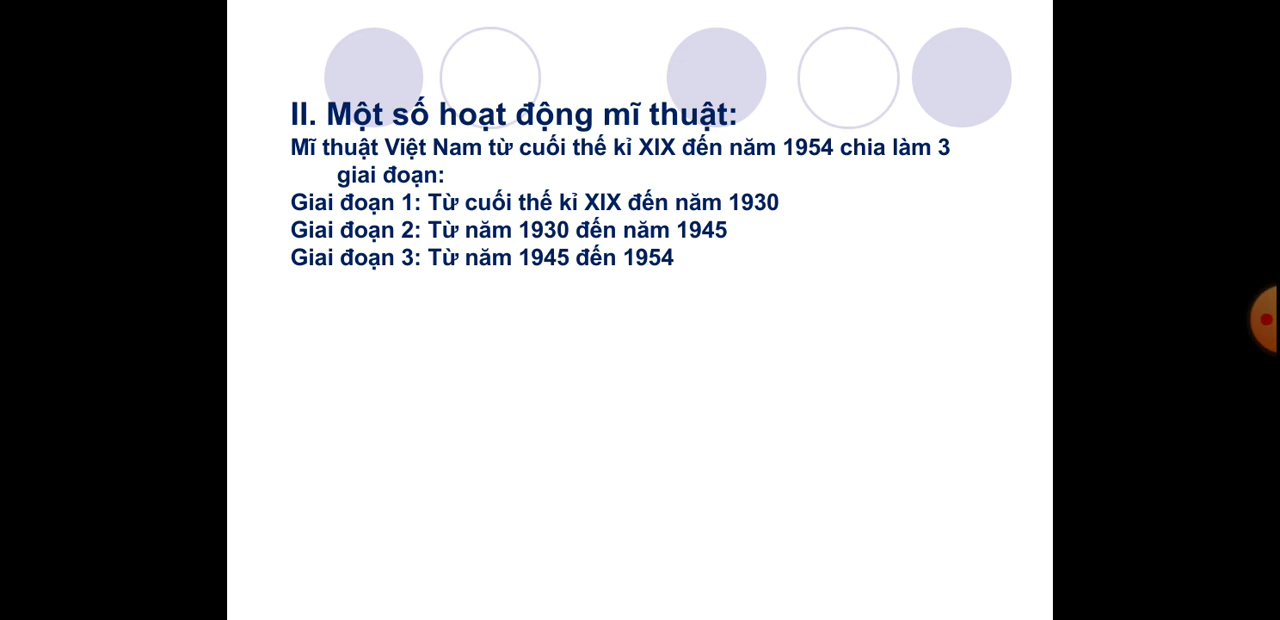 II. Một số hoạt động mĩ thuật:
Mĩ thuật Việt Nam từ cuối thế kỉ XIX đến năm 1954 chia làm 3
giai đoạn:
Giai đoạn 1: Từ cuối thế kỉ XIX đến năm 1930
Giai đoạn 2: Từ năm 1930 đến năm 1945
Giai đoạn 3: Từ năm 1945 đến 1954